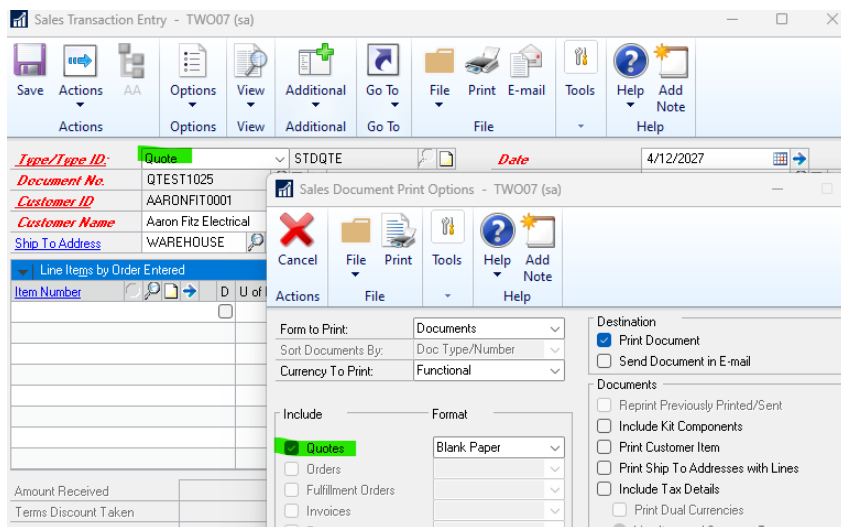 Sales Transaction Entry - TWO07 (sa)
Save Actions AA Options View Additional Go To File Print E-mail Tools Help Add Note
Actions Options View Additional Go To File Help
Type/Type ID: Quote STDQTE Date 4/12/2027
Document No. QTEST1025
Customer ID AARONFIT0001
Customer Name Aaron Fitz Electrical
Ship To Address WAREHOUSE
Line Items by Order Entered
Item Number D U of
Amount Received
Terms Discount Taken
Sales Document Print Options - TWO07 (sa)
Cancel File Print Tools Help Add Note
Actions File Help
Form to Print: Documents
Sort Documents By: Doc Type/Number
Currency To Print: Functional
Include Format
Quotes Blank Paper
Orders
Fulfillment Orders
Invoices
Destination
Print Document
Send Document in E-mail
Documents
Reprint Previously Printed/Sent
Include Kit Components
Print Customer Item
Print Ship To Addresses with Lines
Include Tax Details
Print Dual Currencies